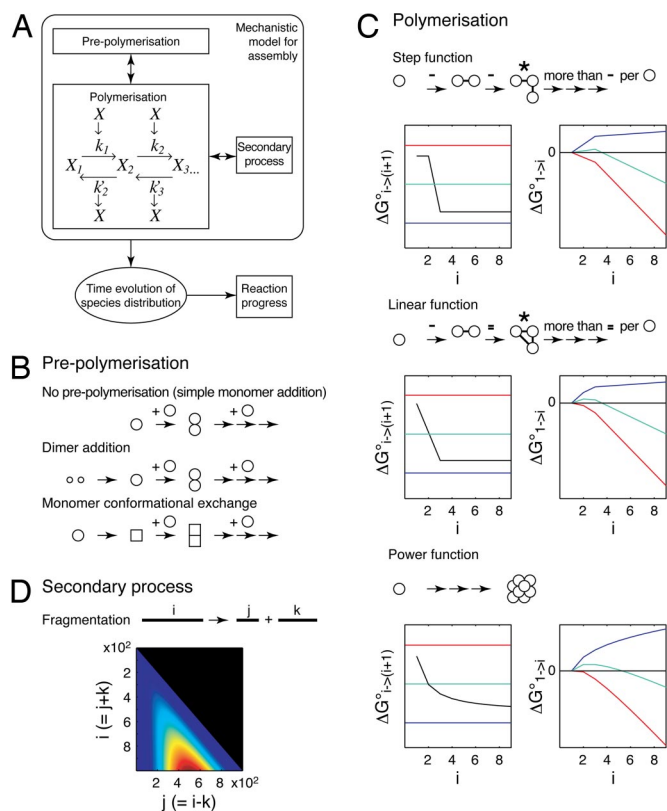 A
Pre-polymerisation
Mechanistic
model for
assembly
Polymerisation
X X
k1 k2
X1 X2 X3...
k'2 k'3
X X
Secondary
process
Time evolution of
species distribution
Reaction
progress
B Pre-polymerisation
No pre-polymerisation (simple monomer addition)
+ +
Dimer addition
+ +
Monomer conformational exchange
+ +
D Secondary process
Fragmentation i j + k
x10²
2
4
6
8
i (= j+k)
2 4 6 8 x10²
j (= i-k)
C Polymerisation
Step function
- - * more than - per
ΔG°i->(i+1)
2 4 6 8
i
0
ΔG°1->i
2 4 6 8
i
Linear function
- = * more than = per
ΔG°i->(i+1)
2 4 6 8
i
0
ΔG°1->i
2 4 6 8
i
Power function
ΔG°i->(i+1)
2 4 6 8
i
0
ΔG°1->i
2 4 6 8
i